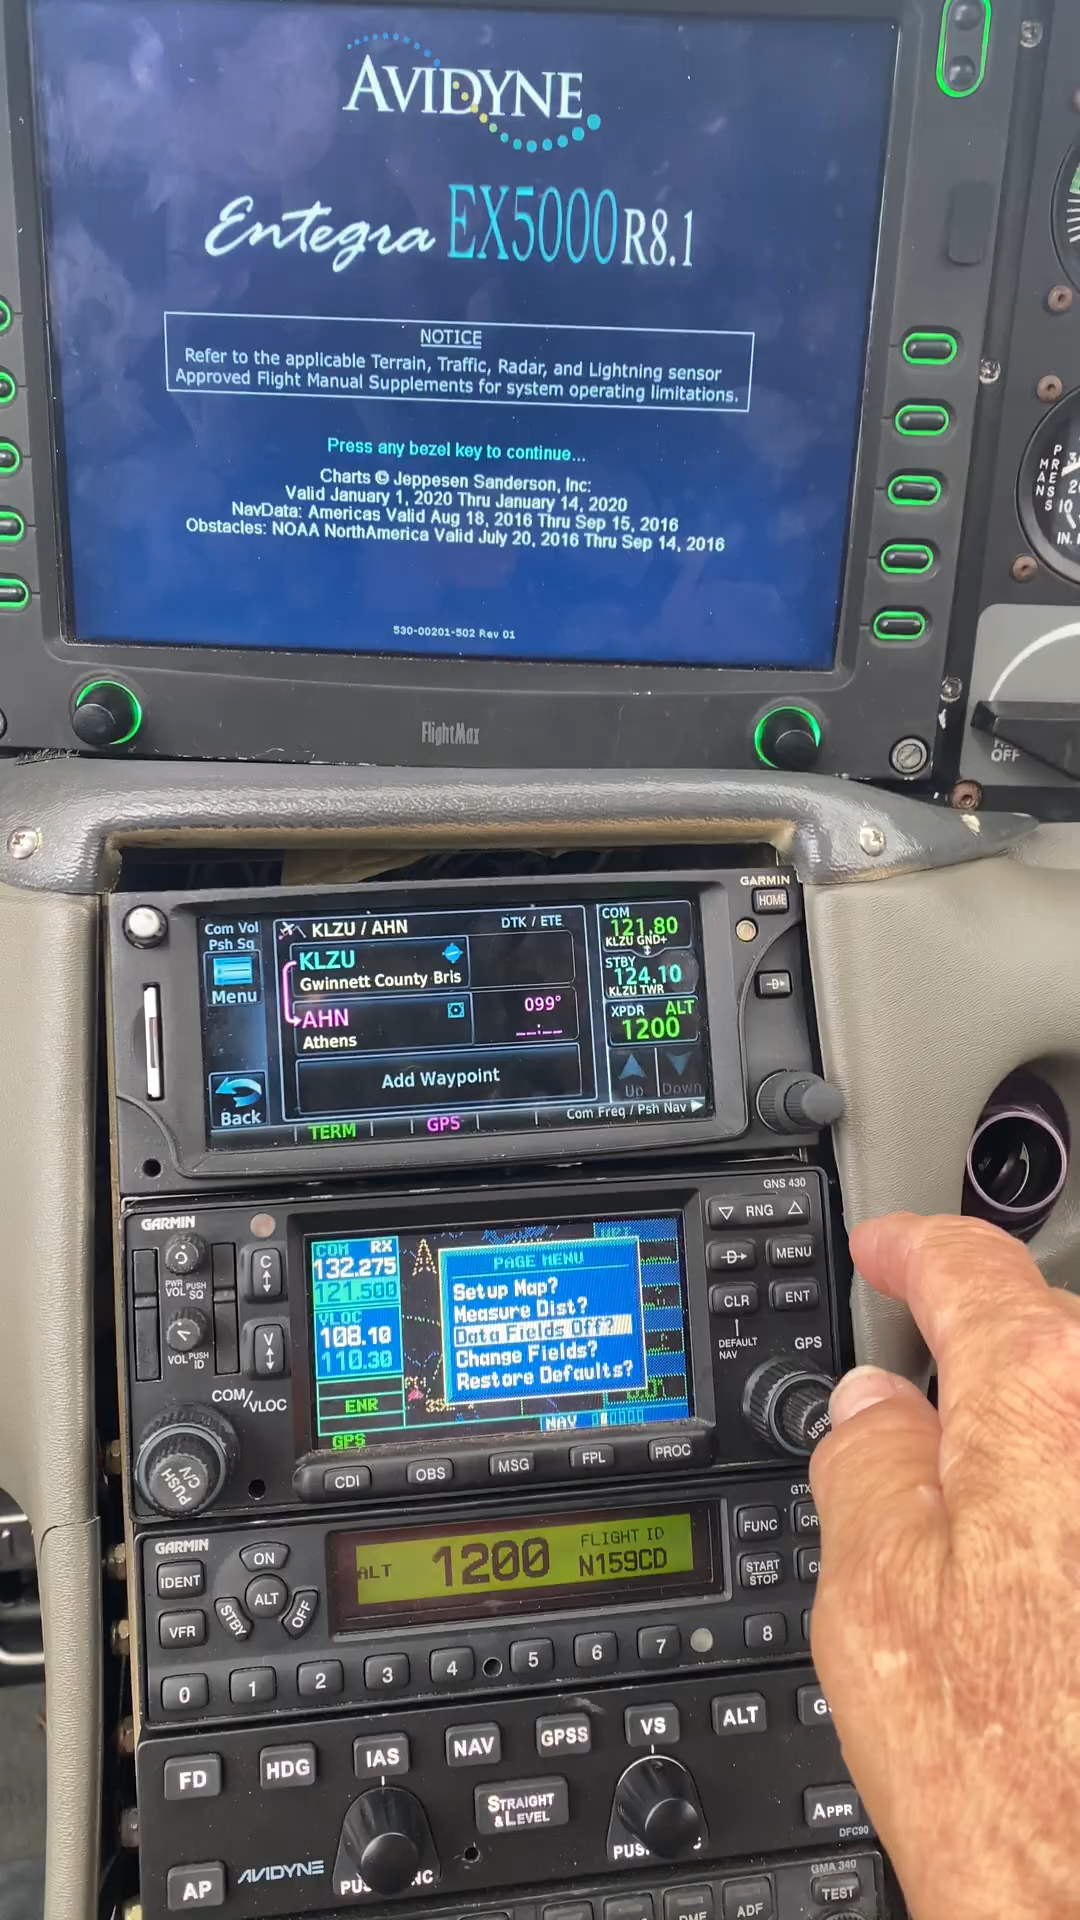 AVIDYNE
Entegra EX5000 R8.1
NOTICE
Refer to the applicable Terrain, Traffic, Radar, and Lightning sensor
Approved Flight Manual Supplements for system operating limitations.
Press any bezel key to continue...
Charts © Jeppesen Sanderson, Inc:
Valid January 1, 2020 Thru January 14, 2020
NavData: Americas Valid Aug 18, 2016 Thru Sep 15, 2016
Obstacles: NOAA NorthAmerica Valid July 20, 2016 Thru Sep 14, 2016
530-00201-502 Rev 01
FlightMax
OFF
IN.
GARMIN
HOME
Com Vol
Psh Sq
Menu
Back
KLZU / AHN
DTK / ETE
KLZU
Gwinnett County Bris
AHN
Athens
099°
__:__
Add Waypoint
COM
121.80
KLZU GND+
STBY
124.10
KLZU TWR
XPDR ALT
1200
Up Down
TERM
GPS
Com Freq / Psh Nav
GNS 430
GARMIN
C
PWR
VOL
PUSH
SQ
V
VOL
PUSH
ID
COM/VLOC
PUSH
C/V
COM RX
132.275
121.500
VLOC
108.10
110.30
ENR
GPS
PAGE MENU
Setup Map?
Measure Dist?
Data Fields Off?
Change Fields?
Restore Defaults?
NAV
RNG
D
MENU
CLR
ENT
DEFAULT
NAV
GPS
CRSR
CDI
OBS
MSG
FPL
PROC
GARMIN
IDENT
ON
ALT
STBY
OFF
VFR
ALT
1200
FLIGHT ID
N159CD
FUNC
START
STOP
0 1 2 3 4 5 6 7 8
FD
HDG
IAS
NAV
GPSS
VS
ALT
STRAIGHT
& LEVEL
APPR
DFC90
AP
AVIDYNE
GMA 340
TEST
ADF